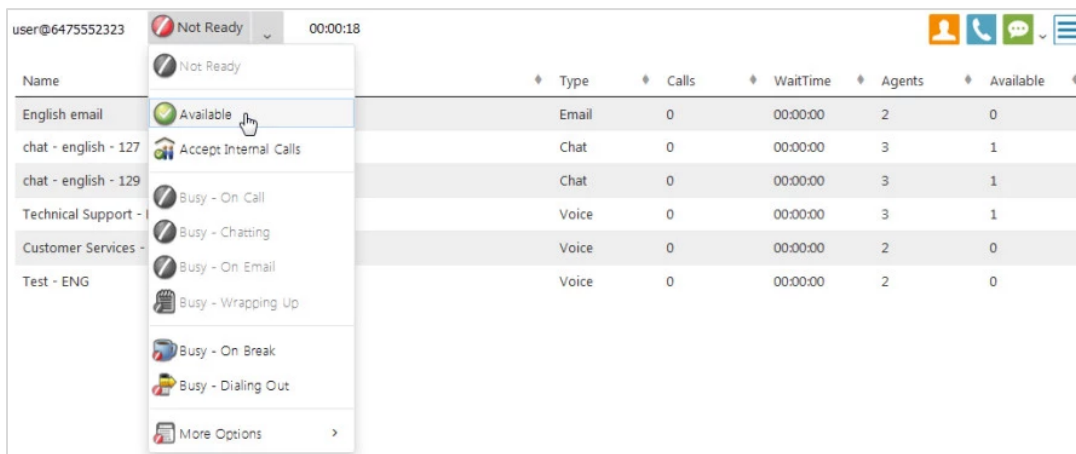 user@6475552323 Not Ready 00:00:18
Not Ready
Available
Accept Internal Calls
Busy - On Call
Busy - Chatting
Busy - On Email
Busy - Wrapping Up
Busy - On Break
Busy - Dialing Out
More Options
Name Type Calls WaitTime Agents Available
English email Email 0 00:00:00 2 0
chat - english - 127 Chat 0 00:00:00 3 1
chat - english - 129 Chat 0 00:00:00 3 1
Technical Support - Voice 0 00:00:00 3 1
Customer Services - Voice 0 00:00:00 2 0
Test - ENG Voice 0 00:00:00 2 0